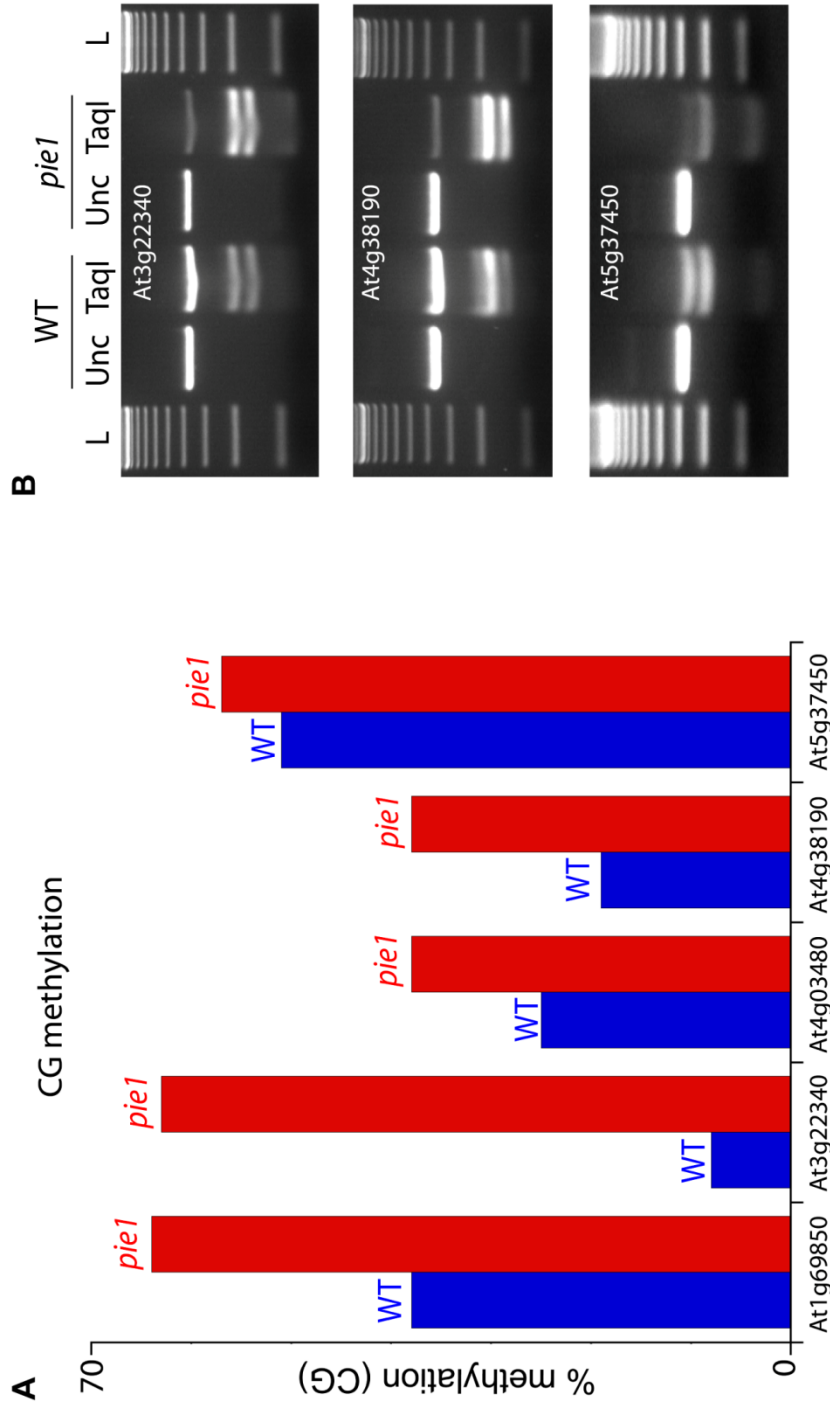 A
CG methylation
% methylation (CG)
70
0
WT
pie1
WT
pie1
WT
pie1
WT
pie1
WT
pie1
At1g69850
At3g22340
At4g03480
At4g38190
At5g37450
B
WT
pie1
L
Unc
TaqI
Unc
TaqI
L
At3g22340
At4g38190
At5g37450